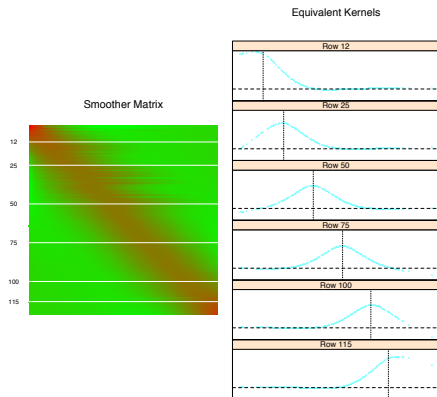 Equivalent Kernels
Row 12
Smoother Matrix
12
25
50
75
100
115
Row 25
Row 50
Row 75
Row 100
Row 115